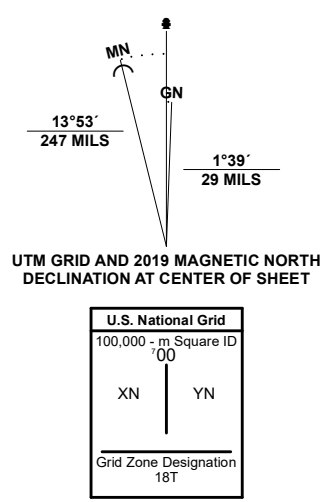 MN
GN
13°53´
247 MILS
1°39´
29 MILS
UTM GRID AND 2019 MAGNETIC NORTH
DECLINATION AT CENTER OF SHEET
U.S. National Grid
100,000 - m Square ID
⁷00
XN YN
Grid Zone Designation
18T